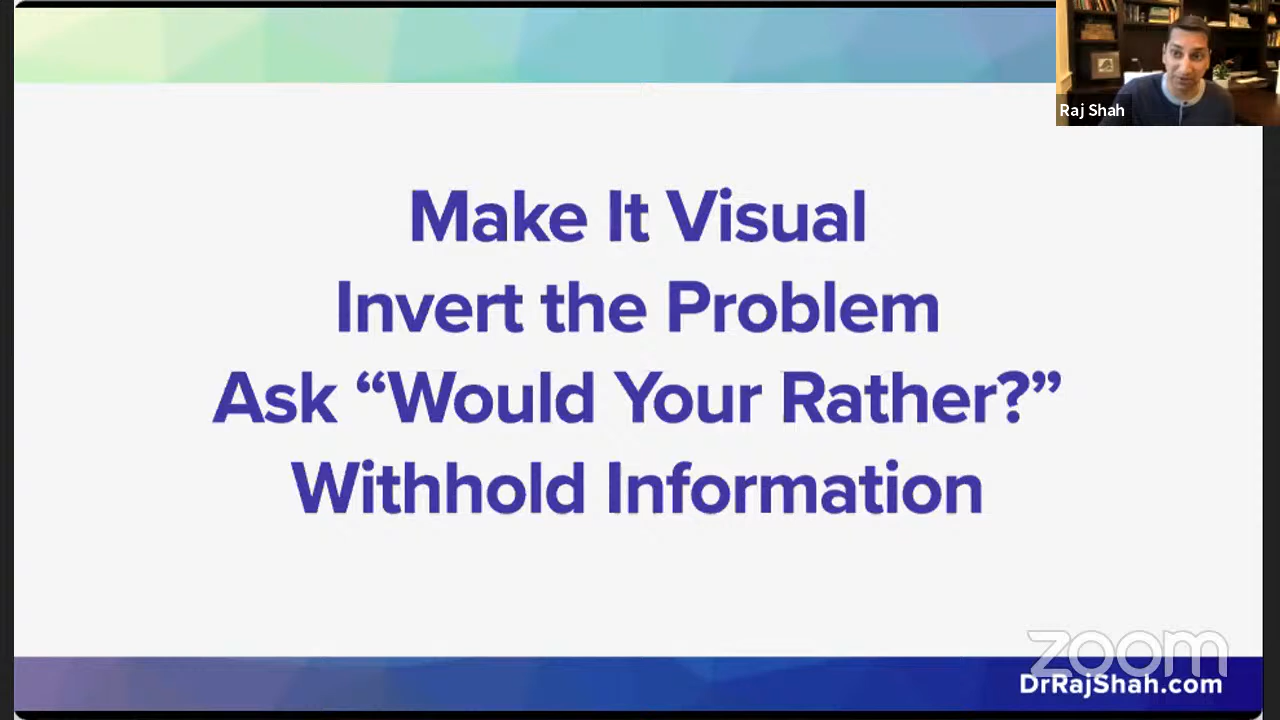 Raj Shah
Make It Visual
Invert the Problem
Ask “Would Your Rather?”
Withhold Information
zoom
DrRajShah.com